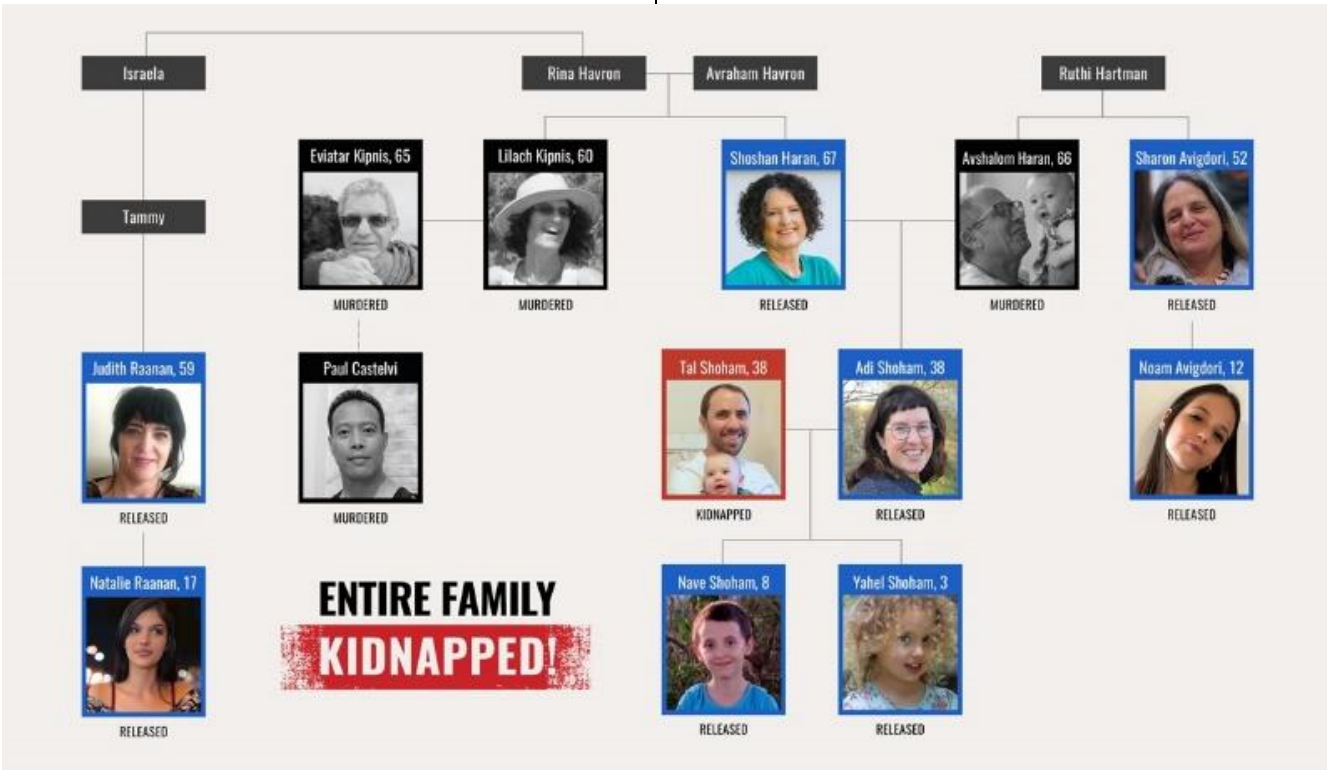 Israela
Rina Havron
Avraham Havron
Ruthi Hartman
Eviatar Kipnis, 65
Lilach Kipnis, 60
Shoshan Haran, 67
Avshalom Haran, 66
Sharon Avigdori, 52
Tammy
MURDERED
MURDERED
RELEASED
MURDERED
RELEASED
Judith Raanan, 59
Paul Castelvi
Tal Shoham, 38
Adi Shoham, 38
Noam Avigdori, 12
RELEASED
MURDERED
KIDNAPPED
RELEASED
RELEASED
Natalie Raanan, 17
ENTIRE FAMILY
KIDNAPPED!
Nave Shoham, 8
Yahel Shoham, 3
RELEASED
RELEASED
RELEASED